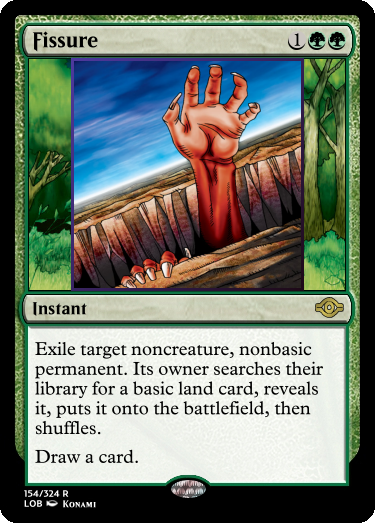 Fissure 1
Instant
Exile target noncreature, nonbasic
permanent. Its owner searches their
library for a basic land card, reveals
it, puts it onto the battlefield, then
shuffles.
Draw a card.
154/324 R
LOB Konami